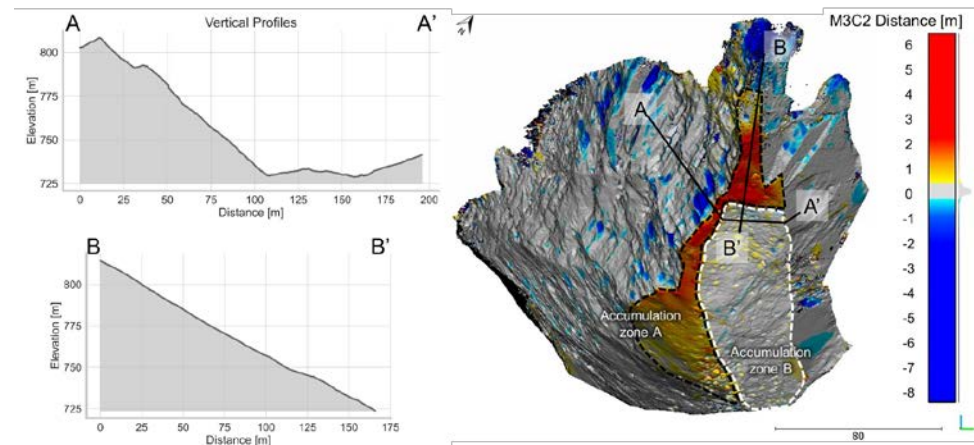 A Vertical Profiles A'
800
775
750
725
Elevation [m]
0 25 50 75 100 125 150 175 200
Distance [m]
B B'
800
775
750
725
Elevation [m]
0 25 50 75 100 125 150 175
Distance [m]
N
B
A
A'
B'
Accumulation
zone A
Accumulation
zone B
80
M3C2 Distance [m]
6
5
4
3
2
1
0
-1
-2
-3
-4
-5
-6
-7
-8